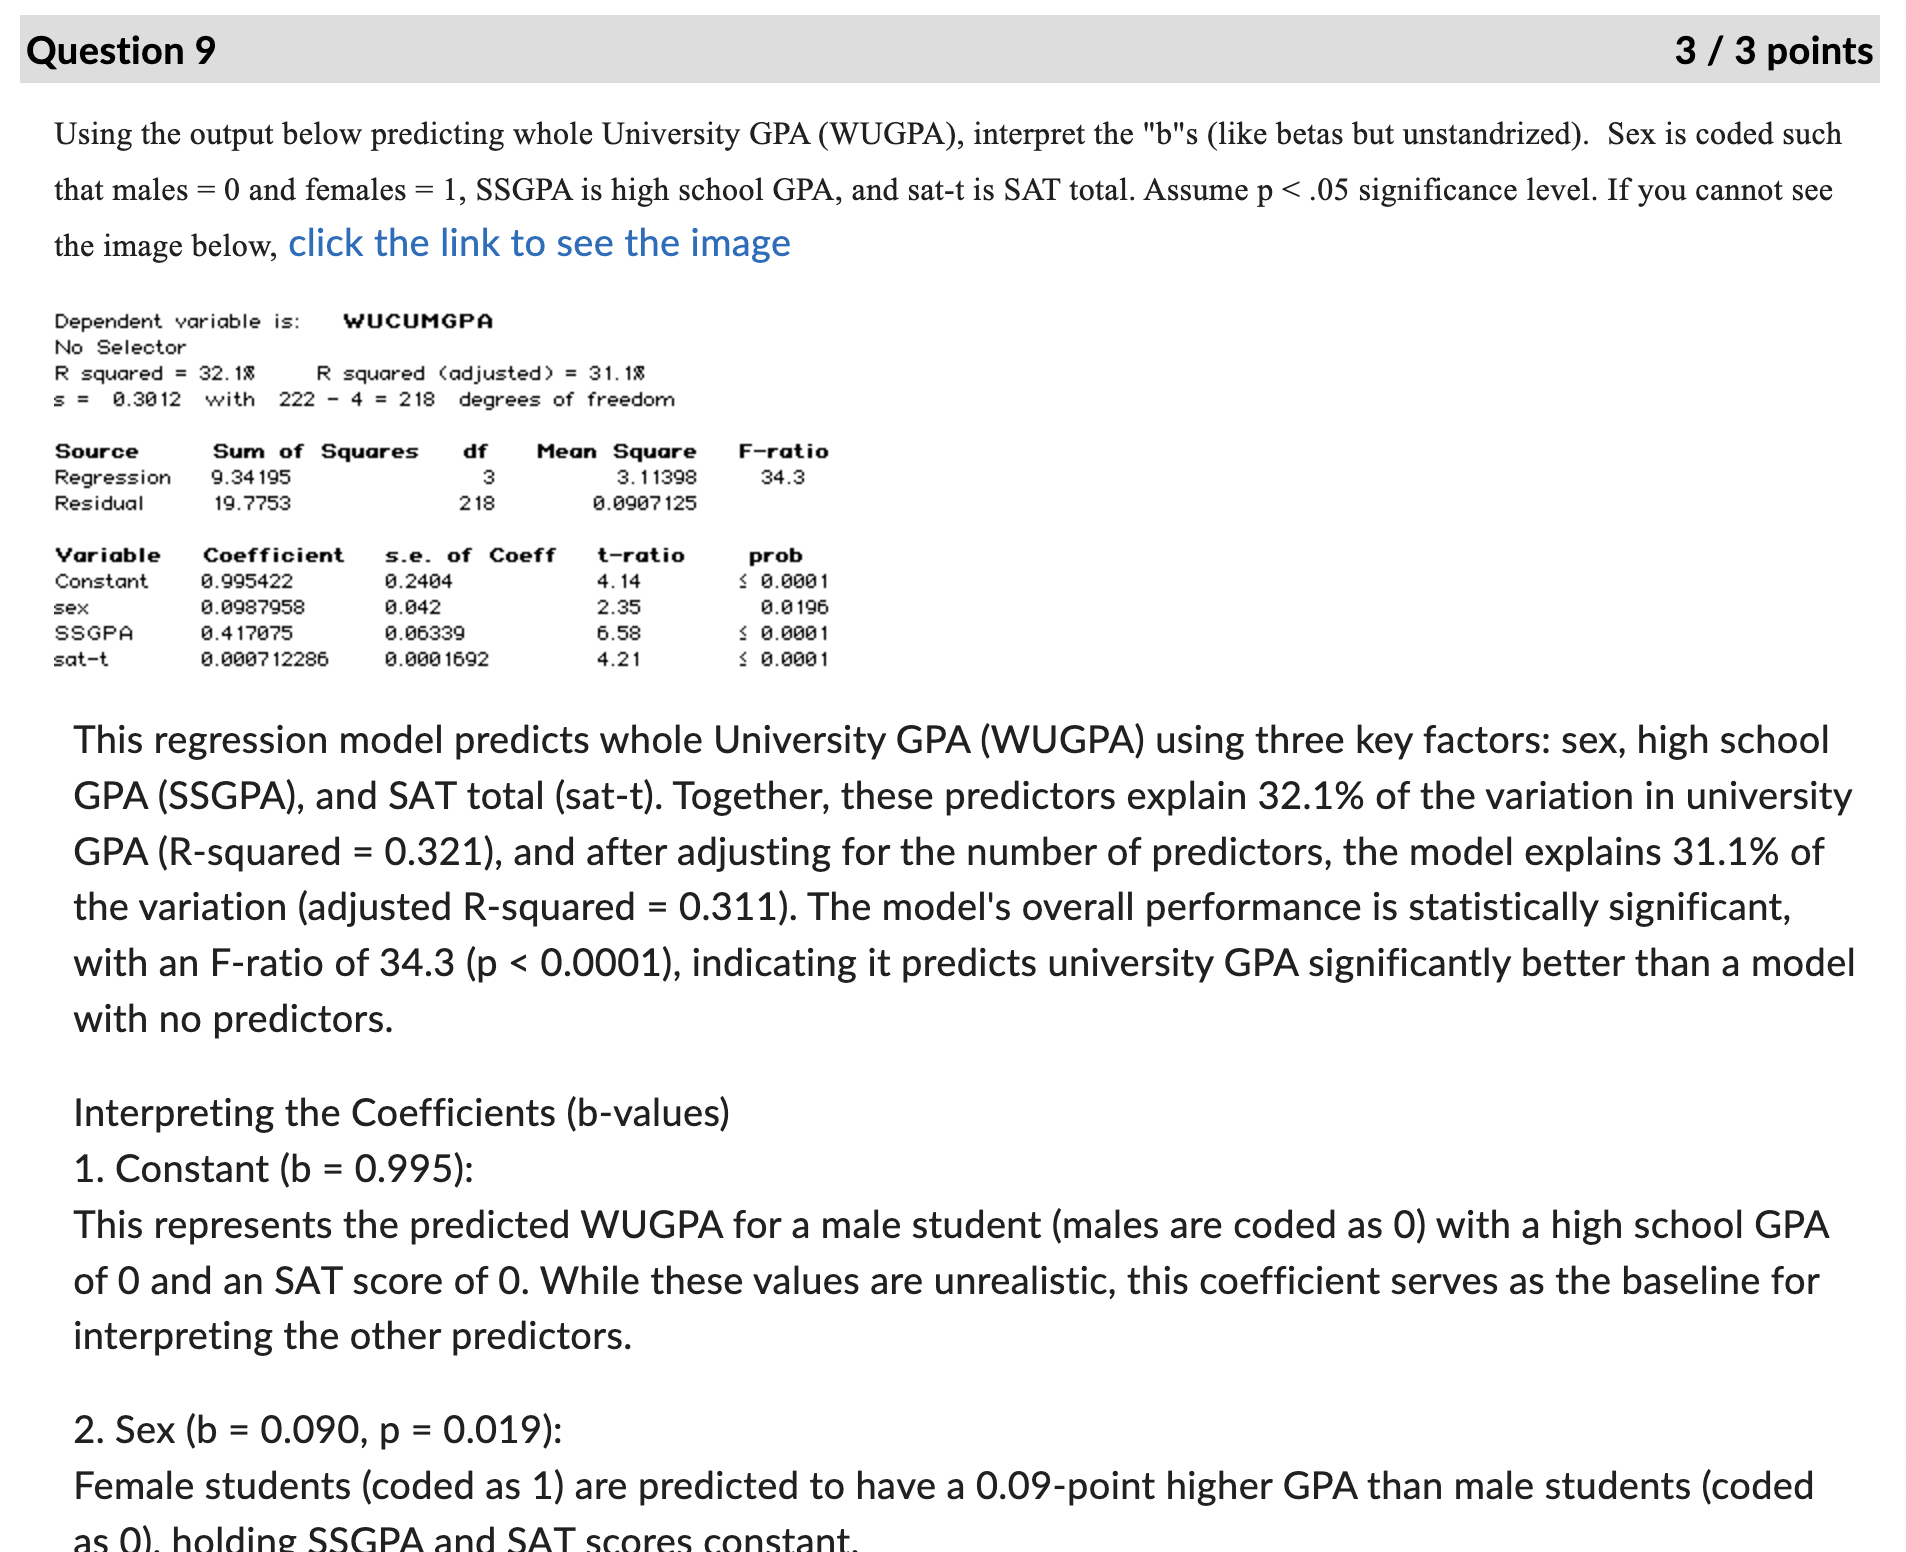 Question 9
3 / 3 points
Using the output below predicting whole University GPA (WUGPA), interpret the "b"s (like betas but unstandrized).  Sex is coded such
that males = 0 and females = 1, SSGPA is high school GPA, and sat-t is SAT total. Assume p < .05 significance level. If you cannot see
the image below, click the link to see the image
Dependent variable is:    WUCUMGPA
No Selector
R squared = 32.1%    R squared (adjusted) = 31.1%
s =  0.3012  with  222 - 4 = 218  degrees of freedom
Source    Sum of Squares    df    Mean Square    F-ratio
Regression    9.34195    3    3.11398    34.3
Residual    19.7753    218    0.0907125
Variable    Coefficient    s.e. of Coeff    t-ratio    prob
Constant    0.995422    0.2404    4.14    ≤ 0.0001
sex    0.0987958    0.042    2.35    0.0196
SSGPA    0.417075    0.06339    6.58    ≤ 0.0001
sat-t    0.000712286    0.0001692    4.21    ≤ 0.0001
This regression model predicts whole University GPA (WUGPA) using three key factors: sex, high school
GPA (SSGPA), and SAT total (sat-t). Together, these predictors explain 32.1% of the variation in university
GPA (R-squared = 0.321), and after adjusting for the number of predictors, the model explains 31.1% of
the variation (adjusted R-squared = 0.311). The model's overall performance is statistically significant,
with an F-ratio of 34.3 (p < 0.0001), indicating it predicts university GPA significantly better than a model
with no predictors.
Interpreting the Coefficients (b-values)
1. Constant (b = 0.995):
This represents the predicted WUGPA for a male student (males are coded as 0) with a high school GPA
of 0 and an SAT score of 0. While these values are unrealistic, this coefficient serves as the baseline for
interpreting the other predictors.
2. Sex (b = 0.090, p = 0.019):
Female students (coded as 1) are predicted to have a 0.09-point higher GPA than male students (coded
as 0), holding SSGPA and SAT scores constant.